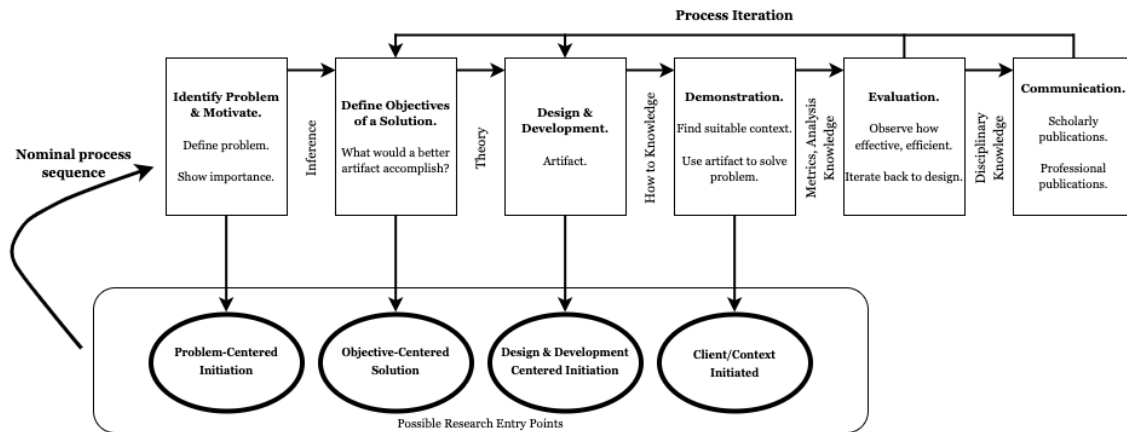 Process Iteration
Nominal process
sequence
Identify Problem
& Motivate.
Define problem.
Show importance.
Inference
Define Objectives
of a Solution.
What would a better
artifact accomplish?
Theory
Design &
Development.
Artifact.
How to Knowledge
Demonstration.
Find suitable context.
Use artifact to solve
problem.
Metrics, Analysis
Knowledge
Evaluation.
Observe how
effective, efficient.
Iterate back to design.
Disciplinary
Knowledge
Communication.
Scholarly
publications.
Professional
publications.
Problem-Centered
Initiation
Objective-Centered
Solution
Design & Development
Centered Initiation
Client/Context
Initiated
Possible Research Entry Points